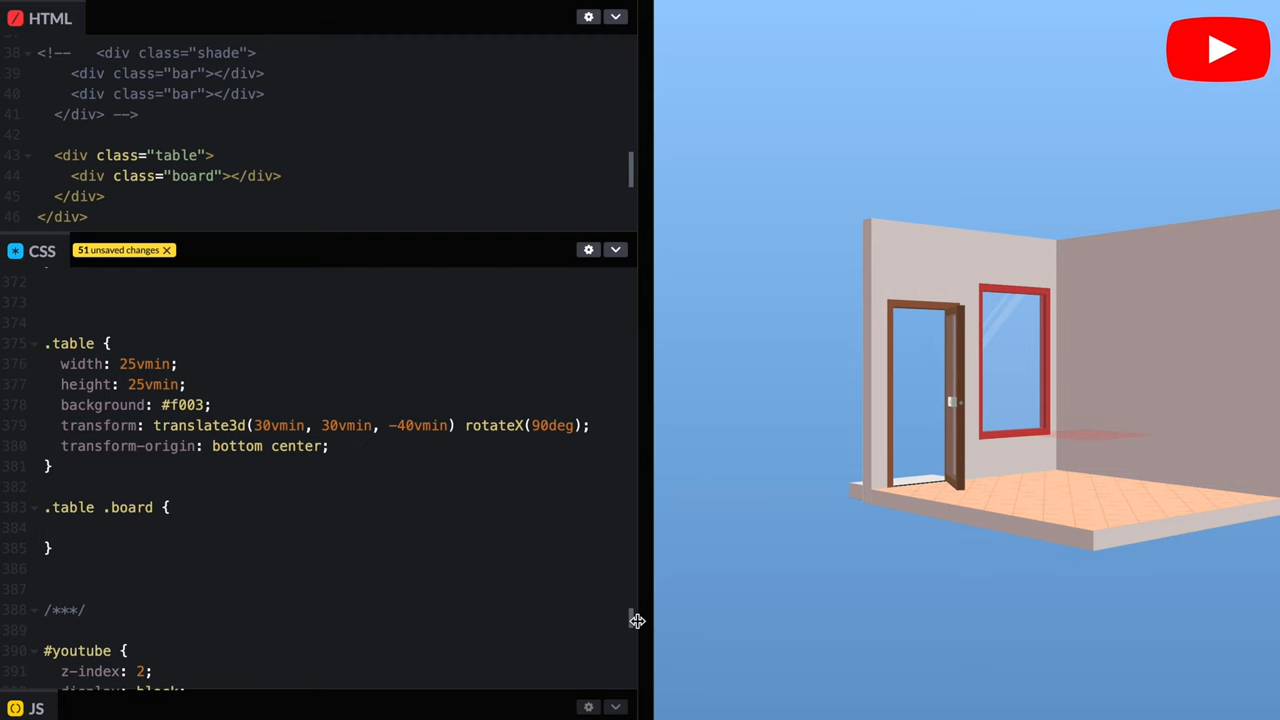 HTML
38 <!--   <div class="shade">
39 <div class="bar"></div>
40 <div class="bar"></div>
41 </div> -->
42
43 <div class="table">
44 <div class="board"></div>
45 </div>
46 </div>
CSS 51 unsaved changes X
372
373
374
375 .table {
376 width: 25vmin;
377 height: 25vmin;
378 background: #f003;
379 transform: translate3d(30vmin, 30vmin, -40vmin) rotateX(90deg);
380 transform-origin: bottom center;
381 }
382
383 .table .board {
384
385 }
386
387
388 /***/
389
390 #youtube {
391 z-index: 2;
display: block;
JS